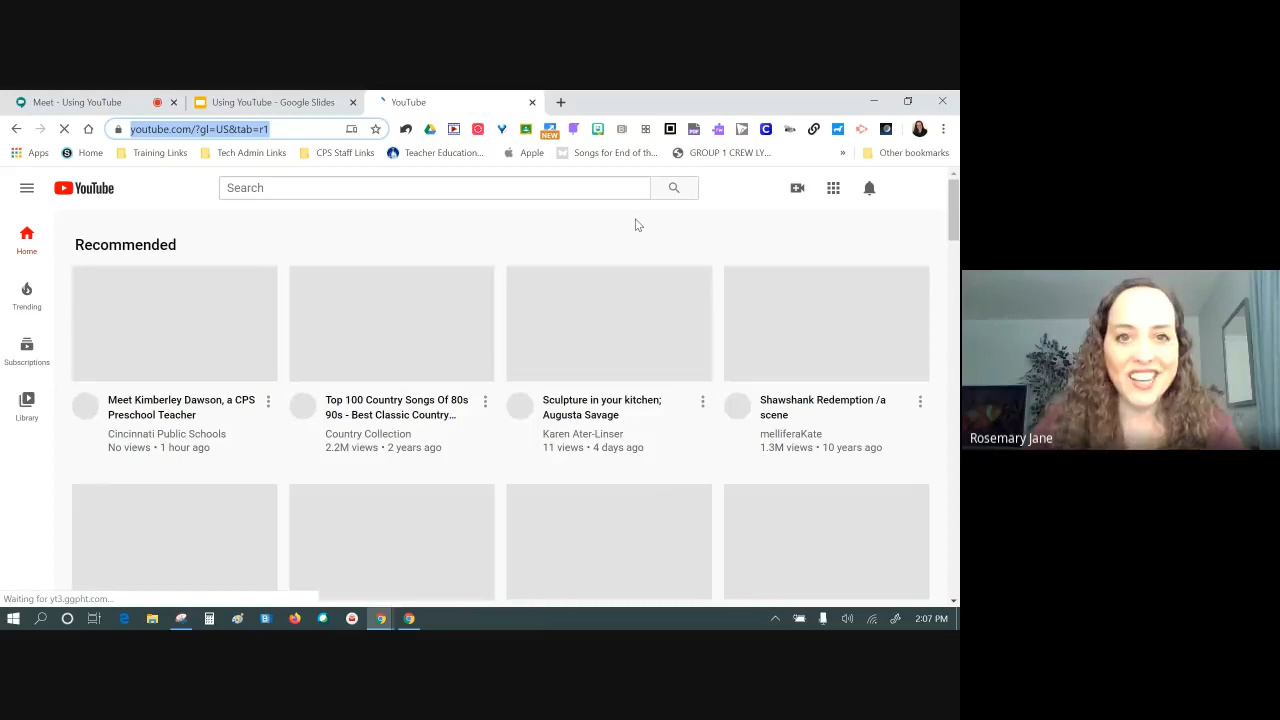 Meet - Using YouTube
Using YouTube - Google Slides
YouTube
youtube.com/?gl=US&tab=r1
NEW
Apps
Home
Training Links
Tech Admin Links
CPS Staff Links
Teacher Education...
Apple
Songs for End of th...
GROUP 1 CREW LY...
»
Other bookmarks
YouTube
Search
Home
Trending
Subscriptions
Library
Recommended
Meet Kimberley Dawson, a CPS
Preschool Teacher
Cincinnati Public Schools
No views • 1 hour ago
Top 100 Country Songs Of 80s
90s - Best Classic Country...
Country Collection
2.2M views • 2 years ago
Sculpture in your kitchen;
Augusta Savage
Karen Ater-Linser
11 views • 4 days ago
Shawshank Redemption /a
scene
melliferaKate
1.3M views • 10 years ago
Waiting for yt3.ggpht.com...
2:07 PM
Rosemary Jane